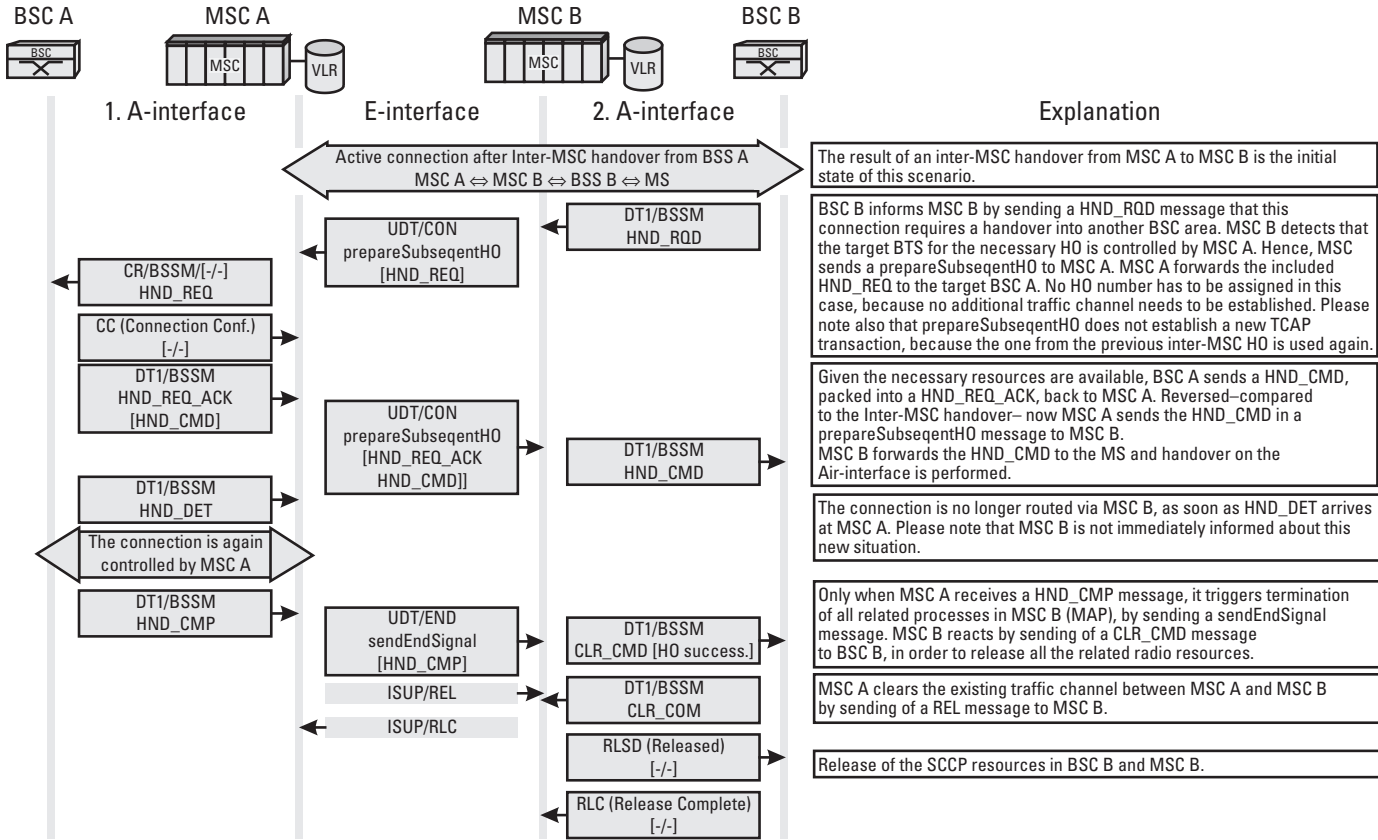 BSC A
MSC A
MSC B
BSC B
BSC
MSC
VLR
MSC
VLR
BSC
1. A-interface
E-interface
2. A-interface
Explanation
Active connection after Inter-MSC handover from BSS A
MSC A ⇔ MSC B ⇔ BSS B ⇔ MS
The result of an inter-MSC handover from MSC A to MSC B is the initial
state of this scenario.
DT1/BSSM
HND_RQD
UDT/CON
prepareSubseqentHO
[HND_REQ]
CR/BSSM/[-/-]
HND_REQ
CC (Connection Conf.)
[-/-]
BSC B informs MSC B by sending a HND_RQD message that this
connection requires a handover into another BSC area. MSC B detects that
the target BTS for the necessary HO is controlled by MSC A. Hence, MSC
sends a prepareSubseqentHO to MSC A. MSC A forwards the included
HND_REQ to the target BSC A. No HO number has to be assigned in this
case, because no additional traffic channel needs to be established. Please
note also that prepareSubseqentHO does not establish a new TCAP
transaction, because the one from the previous inter-MSC HO is used again.
DT1/BSSM
HND_REQ_ACK
[HND_CMD]
UDT/CON
prepareSubseqentHO
[HND_REQ_ACK
HND_CMD]]
DT1/BSSM
HND_CMD
Given the necessary resources are available, BSC A sends a HND_CMD,
packed into a HND_REQ_ACK, back to MSC A. Reversed–compared
to the Inter-MSC handover– now MSC A sends the HND_CMD in a
prepareSubseqentHO message to MSC B.
MSC B forwards the HND_CMD to the MS and handover on the
Air-interface is performed.
DT1/BSSM
HND_DET
The connection is again
controlled by MSC A
The connection is no longer routed via MSC B, as soon as HND_DET arrives
at MSC A. Please note that MSC B is not immediately informed about this
new situation.
DT1/BSSM
HND_CMP
UDT/END
sendEndSignal
[HND_CMP]
DT1/BSSM
CLR_CMD [HO success.]
Only when MSC A receives a HND_CMP message, it triggers termination
of all related processes in MSC B (MAP), by sending a sendEndSignal
message. MSC B reacts by sending of a CLR_CMD message
to BSC B, in order to release all the related radio resources.
ISUP/REL
DT1/BSSM
CLR_COM
ISUP/RLC
MSC A clears the existing traffic channel between MSC A and MSC B
by sending of a REL message to MSC B.
RLSD (Released)
[-/-]
Release of the SCCP resources in BSC B and MSC B.
RLC (Release Complete)
[-/-]